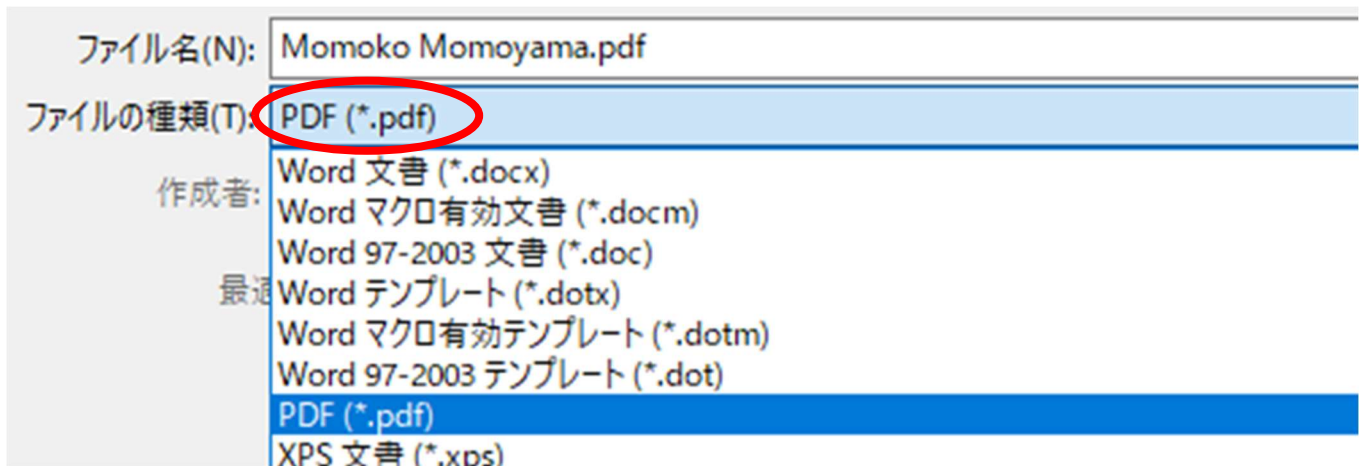 ファイル名(N): Momoko Momoyama.pdf
ファイルの種類(T): PDF (*.pdf)
作成者:
Word 文書 (*.docx)
Word マクロ有効文書 (*.docm)
Word 97-2003 文書 (*.doc)
最適
Word テンプレート (*.dotx)
Word マクロ有効テンプレート (*.dotm)
Word 97-2003 テンプレート (*.dot)
PDF (*.pdf)
XPS 文書 (*.xps)